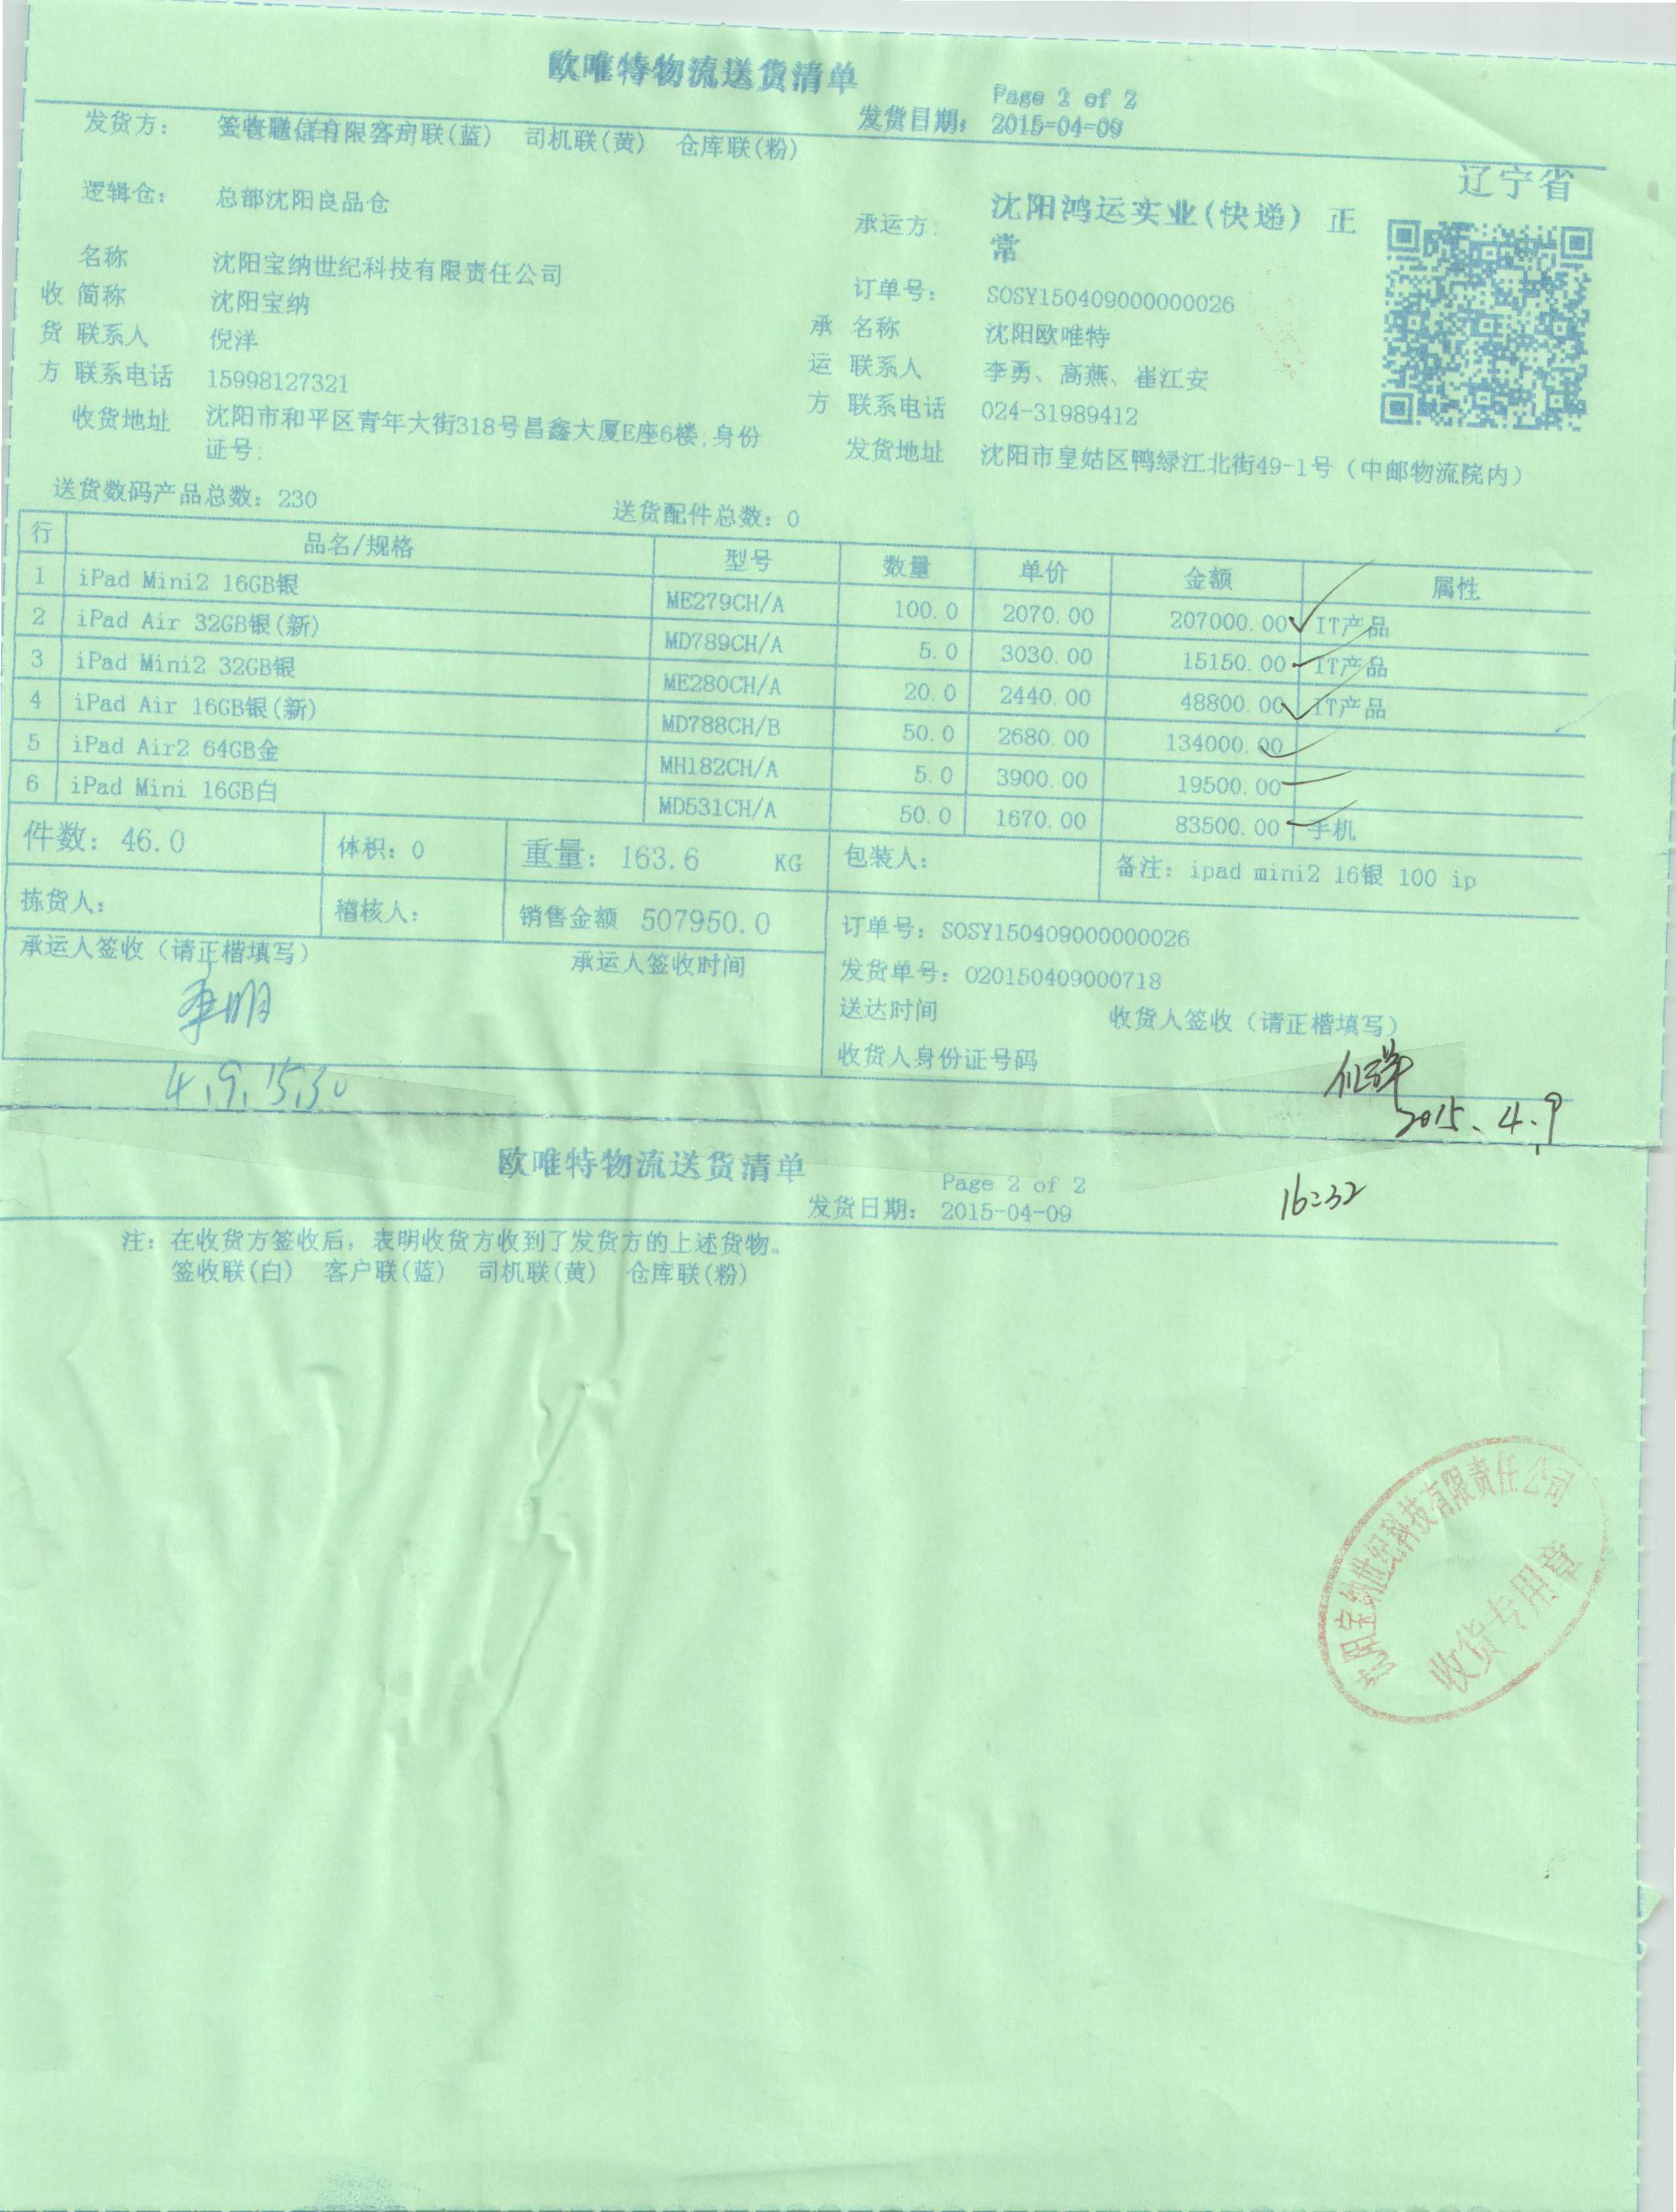 欧唯特物流送货清单
Page 2 of 2
发货方：
客户联(蓝) 司机联(黄) 仓库联(粉)
发货日期： 2015-04-09
辽宁省
逻辑仓： 总部沈阳良品仓
承运方： 沈阳鸿运实业(快递) 正常
名称 沈阳宝纳世纪科技有限责任公司
订单号： SOSY150409000000026
收 简称 沈阳宝纳
承 名称 沈阳欧唯特
货 联系人 倪洋
运 联系人 李勇、高燕、崔江安
方 联系电话 15998127321
方 联系电话 024-31989412
收货地址 沈阳市和平区青年大街318号昌鑫大厦E座6楼;身份
证号:
发货地址 沈阳市皇姑区鸭绿江北街49-1号（中邮物流院内）
送货数码产品总数：230 送货配件总数：0
行 品名/规格 型号 数量 单价 金额 属性
1 iPad Mini2 16GB银 ME279CH/A 100.0 2070.00 207000.00 IT产品
2 iPad Air 32GB银(新) MD789CH/A 5.0 3030.00 15150.00 IT产品
3 iPad Mini2 32GB银 ME280CH/A 20.0 2440.00 48800.00 IT产品
4 iPad Air 16GB银(新) MD788CH/B 50.0 2680.00 134000.00
5 iPad Air2 64GB金 MH182CH/A 5.0 3900.00 19500.00
6 iPad Mini 16GB白 MD531CH/A 50.0 1670.00 83500.00 手机
件数：46.0 体积：0 重量：163.6 KG 包装人： 备注：ipad mini2 16银 100 ip
拣货人： 稽核人： 销售金额 507950.0
订单号：SOSY150409000000026
承运人签收（请正楷填写） 承运人签收时间
发货单号：020150409000718
送达时间 收货人签收（请正楷填写）
收货人身份证号码
4.9.15:30
2015.4.9
16:32
欧唯特物流送货清单
Page 2 of 2
发货日期： 2015-04-09
注：在收货方签收后，表明收货方收到了发货方的上述货物。
签收联(白) 客户联(蓝) 司机联(黄) 仓库联(粉)
沈阳宝纳世纪科技有限责任公司
收货专用章